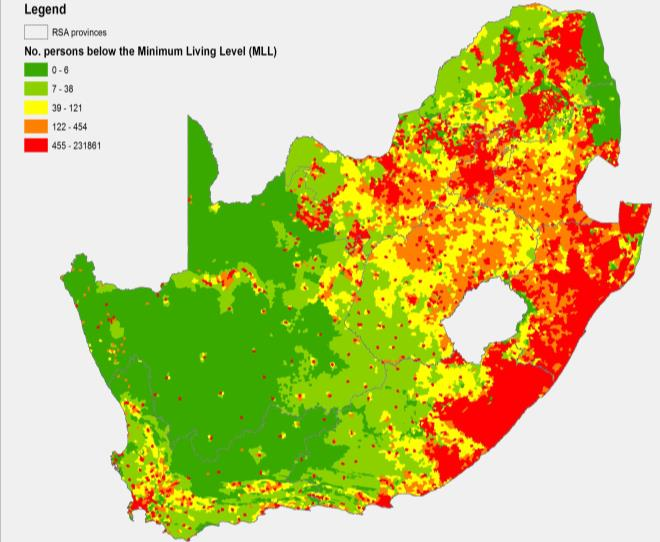 Legend
RSA provinces
No. persons below the Minimum Living Level (MLL)
0 - 6
7 - 38
39 - 121
122 - 454
455 - 231861